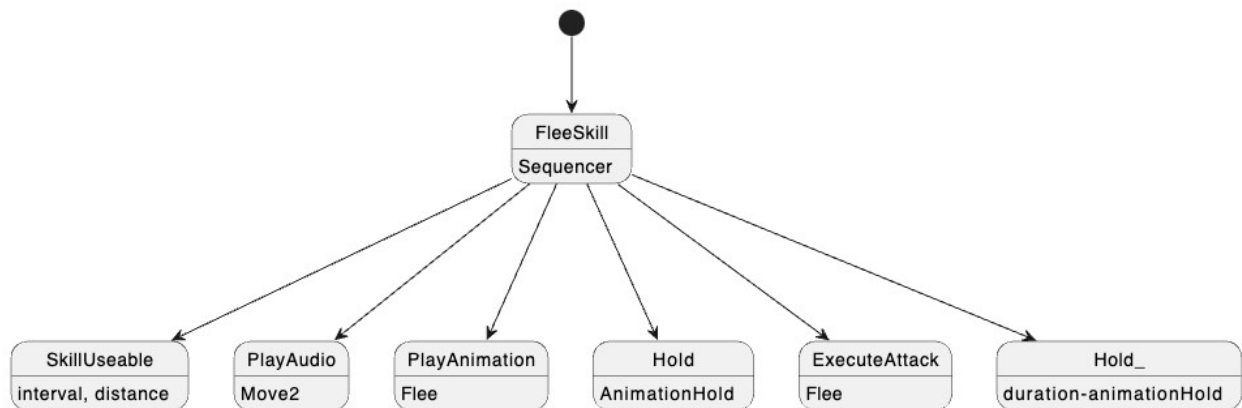 FleeSkill
Sequencer
SkillUseable
interval, distance
PlayAudio
Move2
PlayAnimation
Flee
Hold
AnimationHold
ExecuteAttack
Flee
Hold_
duration-animationHold